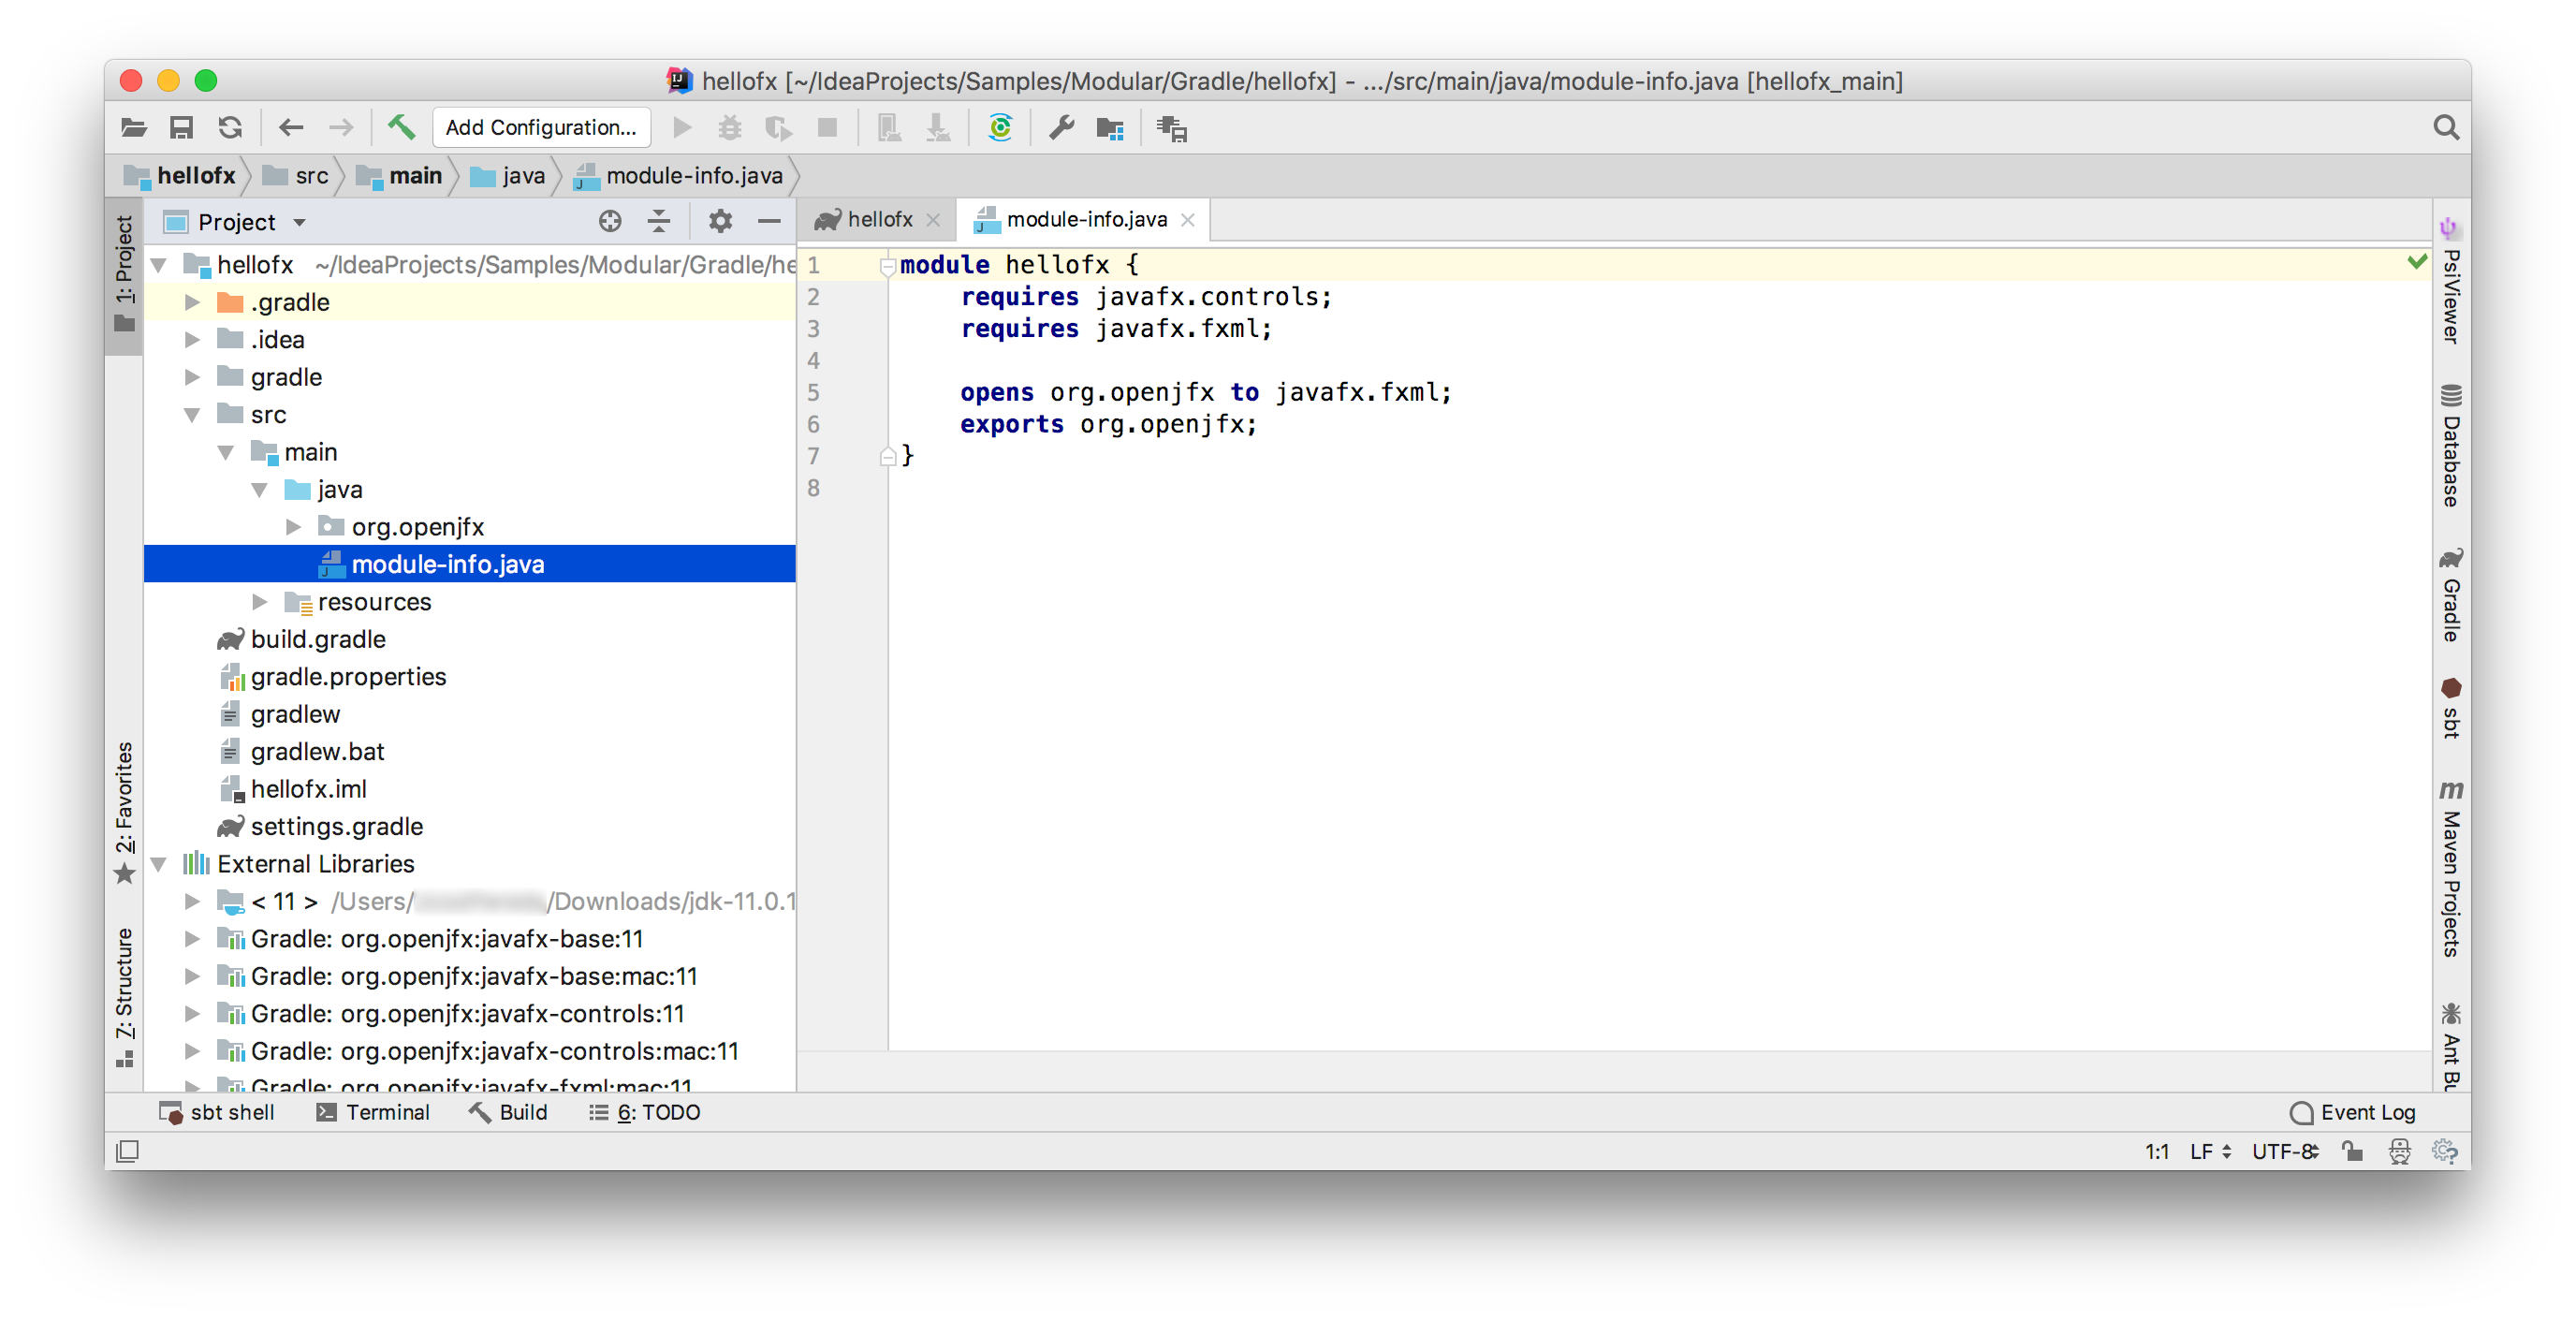 hellofx [~/IdeaProjects/Samples/Modular/Gradle/hellofx] - .../src/main/java/module-info.java [hellofx_main]
Add Configuration...
hellofx src main java module-info.java
1: Project
2: Favorites
7: Structure
Project
hellofx ~/IdeaProjects/Samples/Modular/Gradle/he
.gradle
.idea
gradle
src
main
java
org.openjfx
module-info.java
resources
build.gradle
gradle.properties
gradlew
gradlew.bat
hellofx.iml
settings.gradle
External Libraries
< 11 > /Users/ /Downloads/jdk-11.0.1
Gradle: org.openjfx:javafx-base:11
Gradle: org.openjfx:javafx-base:mac:11
Gradle: org.openjfx:javafx-controls:11
Gradle: org.openjfx:javafx-controls:mac:11
Gradle: org.openjfx:javafx-fxml:mac:11
hellofx module-info.java
1 module hellofx {
2 requires javafx.controls;
3 requires javafx.fxml;
4
5 opens org.openjfx to javafx.fxml;
6 exports org.openjfx;
7 }
8
PsiViewer
Database
Gradle
sbt
m Maven Projects
Ant Bu
sbt shell Terminal Build 6: TODO Event Log
1:1 LF UTF-8